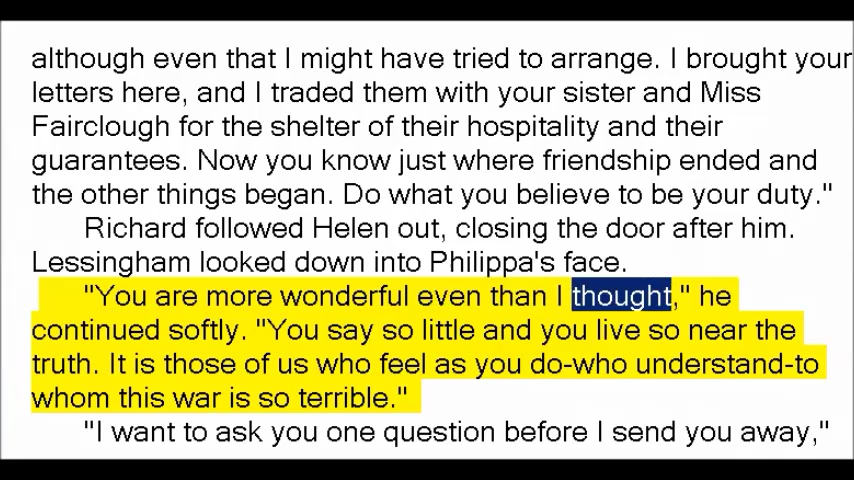 although even that I might have tried to arrange. I brought your
letters here, and I traded them with your sister and Miss
Fairclough for the shelter of their hospitality and their
guarantees. Now you know just where friendship ended and
the other things began. Do what you believe to be your duty."
Richard followed Helen out, closing the door after him.
Lessingham looked down into Philippa's face.
"You are more wonderful even than I thought," he
continued softly. "You say so little and you live so near the
truth. It is those of us who feel as you do-who understand-to
whom this war is so terrible."
"I want to ask you one question before I send you away,"